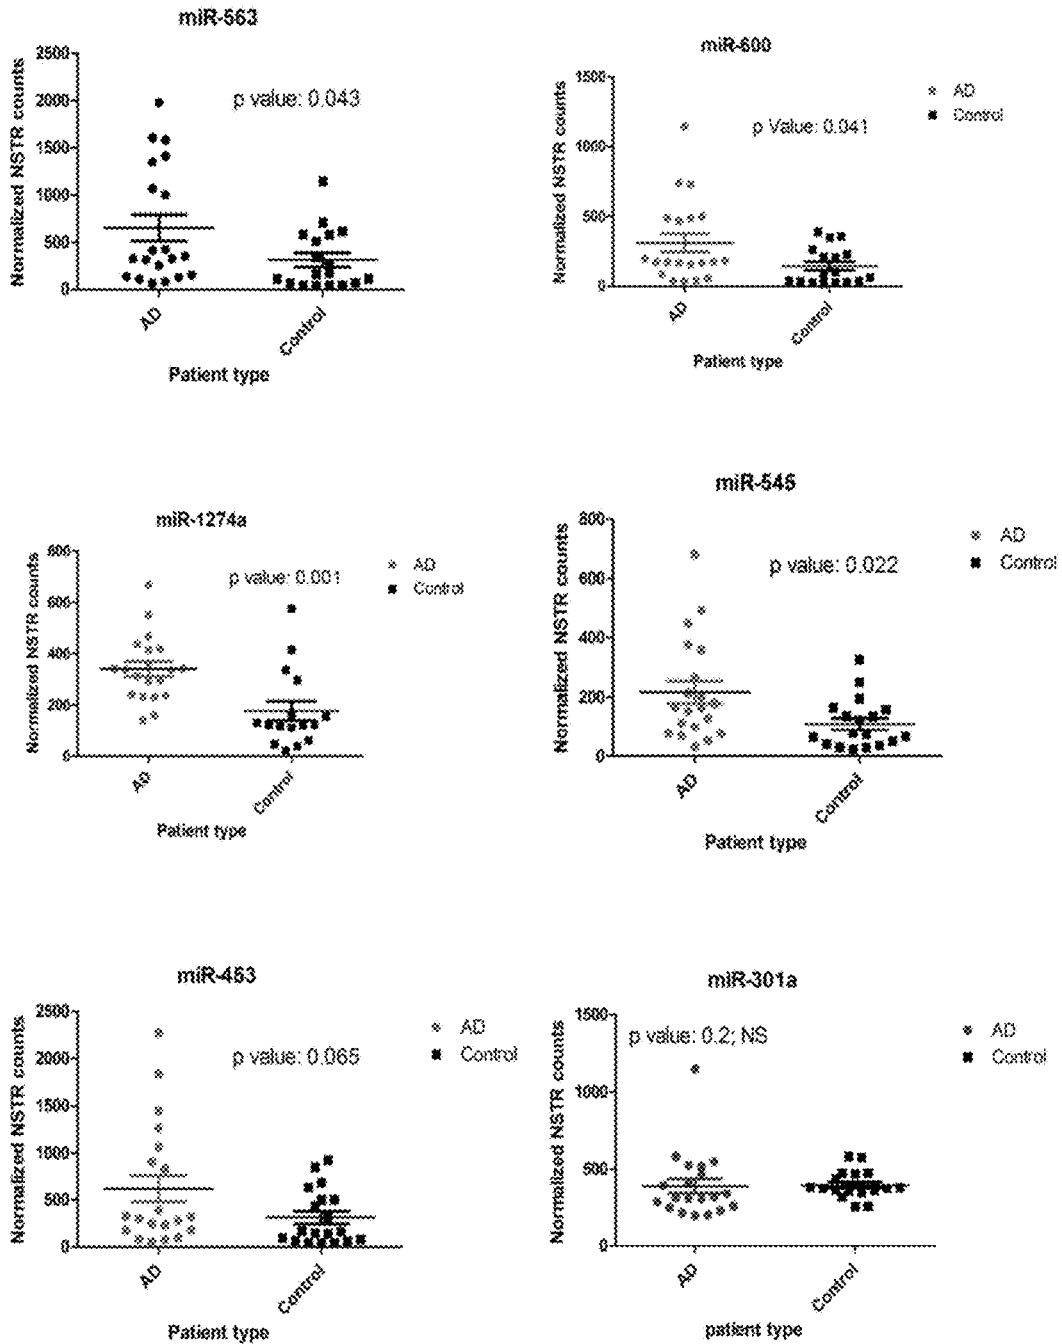 miR-563
Normalized NSTR counts
2500
2000
1500
1000
500
0
p value: 0.043
AD
Control
Patient type
miR-600
Normalized NSTR counts
1500
1000
500
0
p Value: 0.041
AD
Control
AD
Control
Patient type
miR-1274a
Normalized NSTR counts
800
600
400
200
0
p value: 0.001
AD
Control
AD
Control
Patient type
miR-545
Normalized NSTR counts
800
600
400
200
0
p value: 0.022
AD
Control
AD
Control
Patient type
miR-453
Normalized NSTR counts
2500
2000
1500
1000
500
0
p value: 0.065
AD
Control
AD
Control
Patient type
miR-301a
Normalized NSTR counts
1500
1000
500
0
p value: 0.2; NS
AD
Control
AD
Control
patient type